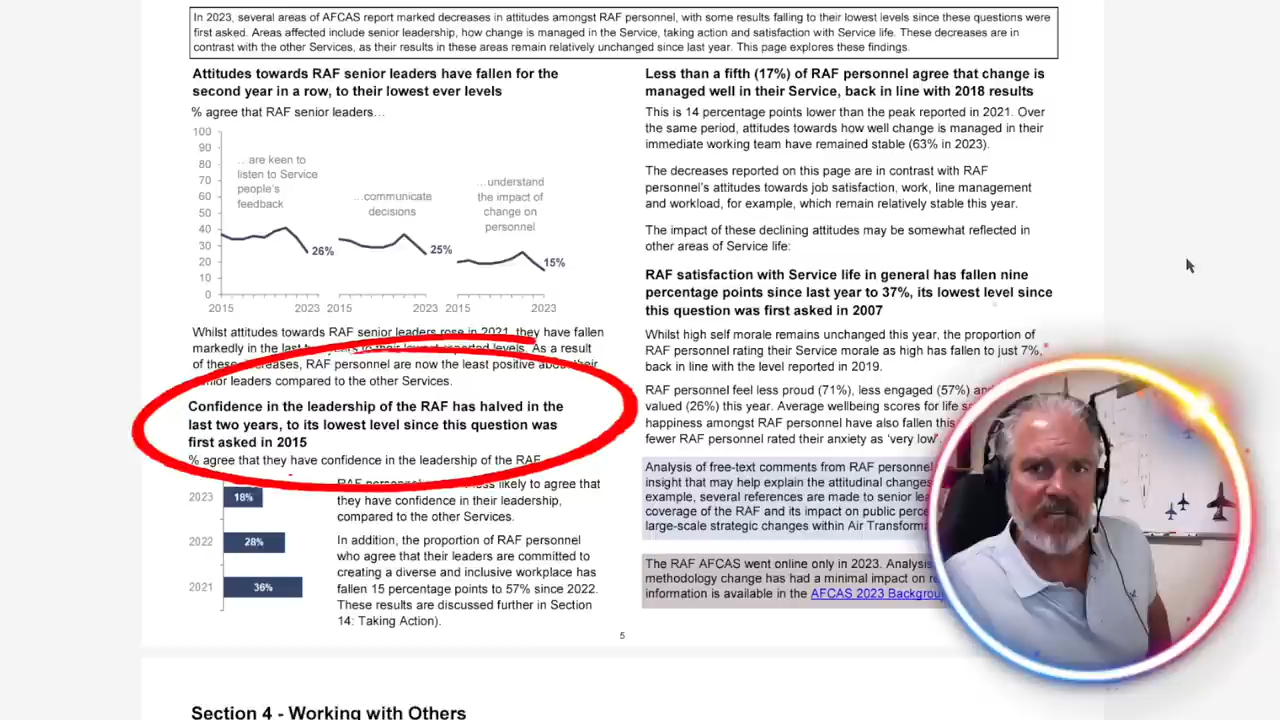 In 2023, several areas of AFCAS report marked decreases in attitudes amongst RAF personnel, with some results falling to their lowest levels since these questions were
first asked. Areas affected include senior leadership, how change is managed in the Service, taking action and satisfaction with Service life. These decreases are in
contrast with the other Services, as their results in these areas remain relatively unchanged since last year. This page explores these findings.
Attitudes towards RAF senior leaders have fallen for the
second year in a row, to their lowest ever levels
% agree that RAF senior leaders…
100
90
80
70
60
50
40
30
20
10
0
…are keen to
listen to Service
people's
feedback
26%
2015 2023
…communicate
decisions
25%
2015 2023
…understand
the impact of
change on
personnel
15%
2015 2023
Whilst attitudes towards RAF senior leaders rose in 2021, they have fallen
markedly in the last two years to their lowest reported levels. As a result
of these decreases, RAF personnel are now the least positive about their
senior leaders compared to the other Services.
Confidence in the leadership of the RAF has halved in the
last two years, to its lowest level since this question was
first asked in 2015
% agree that they have confidence in the leadership of the RAF
2023 18%
2022 28%
2021 36%
RAF less likely to agree that
they have confidence in their leadership,
compared to the other Services.
In addition, the proportion of RAF personnel
who agree that their leaders are committed to
creating a diverse and inclusive workplace has
fallen 15 percentage points to 57% since 2022.
These results are discussed further in Section
14: Taking Action).
Less than a fifth (17%) of RAF personnel agree that change is
managed well in their Service, back in line with 2018 results
This is 14 percentage points lower than the peak reported in 2021. Over
the same period, attitudes towards how well change is managed in their
immediate working team have remained stable (63% in 2023).
The decreases reported on this page are in contrast with RAF
personnel's attitudes towards job satisfaction, work, line management
and workload, for example, which remain relatively stable this year.
The impact of these declining attitudes may be somewhat reflected in
other areas of Service life:
RAF satisfaction with Service life in general has fallen nine
percentage points since last year to 37%, its lowest level since
this question was first asked in 2007
Whilst high self morale remains unchanged this year, the proportion of
RAF personnel rating their Service morale as high has fallen to just 7%,
back in line with the level reported in 2019.
RAF personnel feel less proud (71%), less engaged (57%) and
valued (26%) this year. Average wellbeing scores for life
happiness amongst RAF personnel have also fallen this
fewer RAF personnel rated their anxiety as 'very low'.
Analysis of free-text comments from RAF personnel
insight that may help explain the attitudinal changes
example, several references are made to senior
coverage of the RAF and its impact on public
large-scale strategic changes within Air
The RAF AFCAS went online only in 2023.
methodology change has had a minimal impact on
information is available in the AFCAS 2023
5
Section 4 - Working with Others